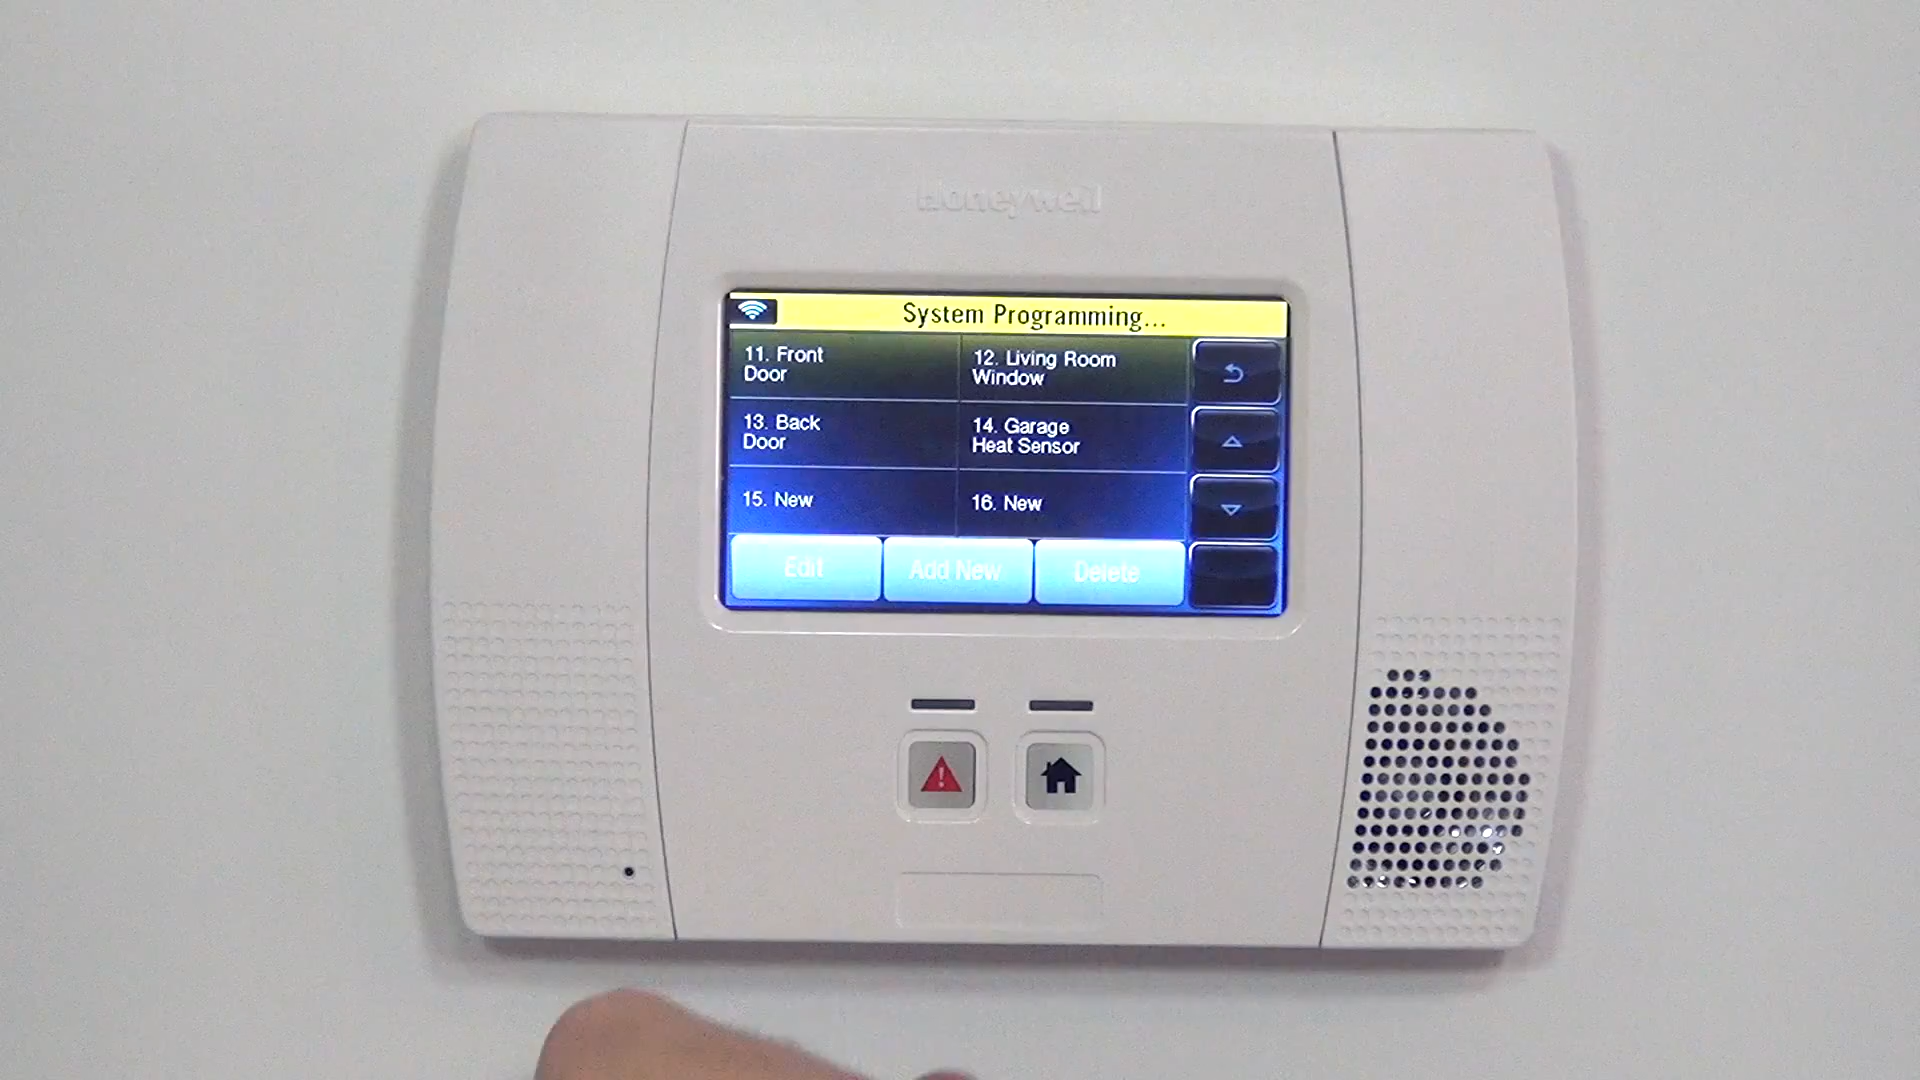 Honeywell
System Programming...
11. Front
Door
12. Living Room
Window
13. Back
Door
14. Garage
Heat Sensor
15. New
16. New
Edit
Add New
Delete